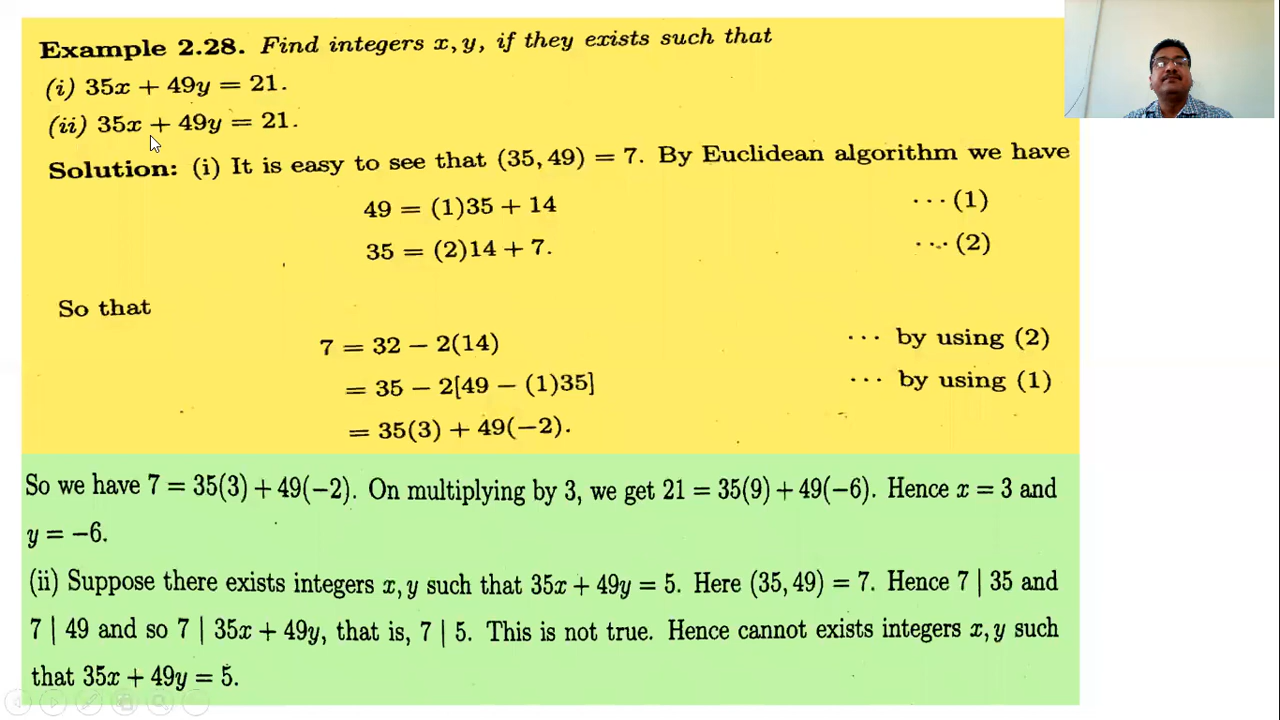 Example 2.28. Find integers x, y, if they exists such that
(i) 35x + 49y = 21.
(ii) 35x + 49y = 21.
Solution: (i) It is easy to see that (35, 49) = 7. By Euclidean algorithm we have
49 = (1)35 + 14 ··· (1)
35 = (2)14 + 7. ··· (2)
So that
7 = 32 − 2(14) ··· by using (2)
= 35 − 2[49 − (1)35] ··· by using (1)
= 35(3) + 49(−2).
So we have 7 = 35(3) + 49(−2). On multiplying by 3, we get 21 = 35(9) + 49(−6). Hence x = 3 and
y = −6.
(ii) Suppose there exists integers x, y such that 35x + 49y = 5. Here (35, 49) = 7. Hence 7 | 35 and
7 | 49 and so 7 | 35x + 49y, that is, 7 | 5. This is not true. Hence cannot exists integers x, y such
that 35x + 49y = 5.